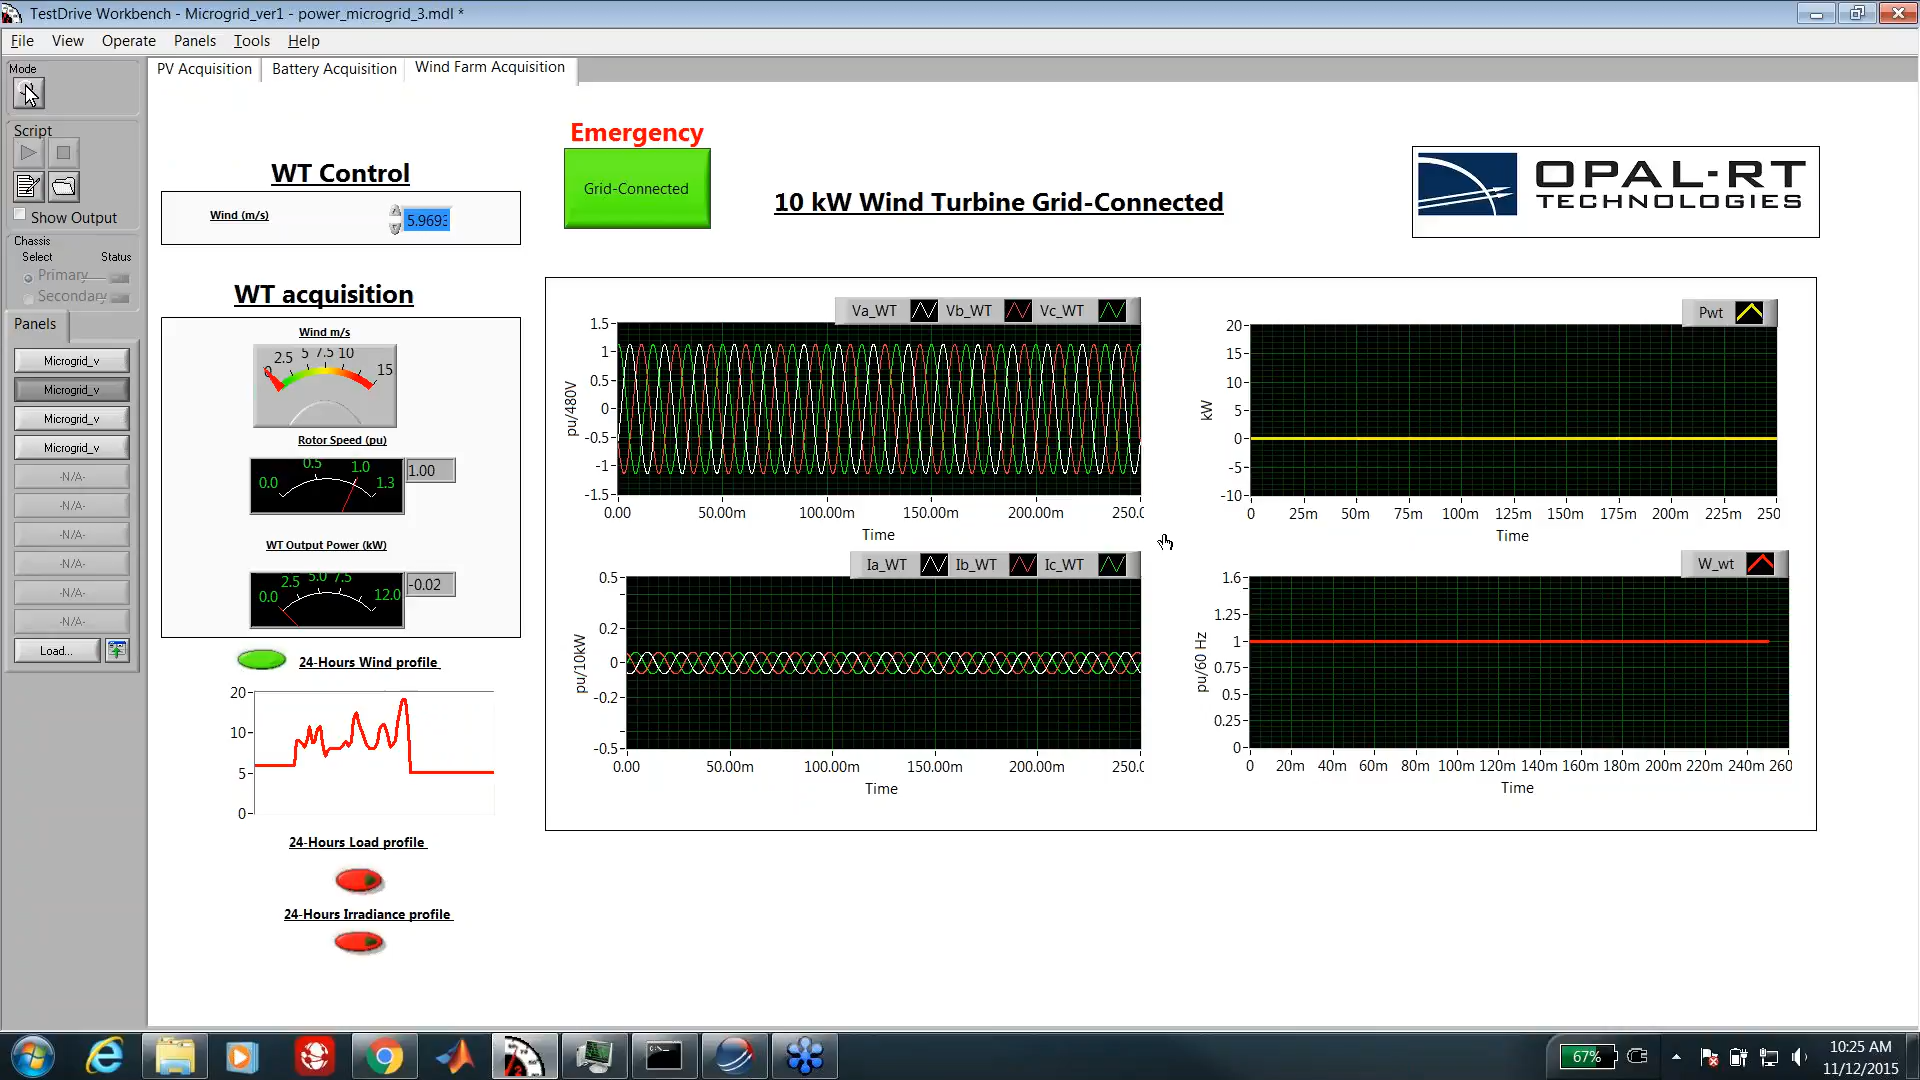 TestDrive Workbench - Microgrid_ver1 - power_microgrid_3.mdl *
File View Operate Panels Tools Help
Mode
PV Acquisition Battery Acquisition Wind Farm Acquisition
Script
Show Output
Chassis
Select Status
Primary
Secondary
Panels
Microgrid_v
Microgrid_v
Microgrid_v
Microgrid_v
-N/A-
-N/A-
-N/A-
-N/A-
-N/A-
-N/A-
Load...
WT Control
Wind (m/s)
Emergency
Grid-Connected
10 kW Wind Turbine Grid-Connected
OPAL-RT
TECHNOLOGIES
WT acquisition
Wind m/s
0 2.5 5 7.5 10 15
Rotor Speed (pu)
0.0 0.5 1.0 1.3
1.00
WT Output Power (kW)
0.0 2.5 5.0 7.5 12.0
-0.02
24-Hours Wind profile
20
10
5
0
24-Hours Load profile
24-Hours Irradiance profile
Va_WT Vb_WT Vc_WT
pu/480V
1.5
1
0.5
0
-0.5
-1
-1.5
0.00 50.00m 100.00m 150.00m 200.00m 250.0
Time
Pwt
kW
20
15
10
5
0
-5
-10
0 25m 50m 75m 100m 125m 150m 175m 200m 225m 250
Time
Ia_WT Ib_WT Ic_WT
pu/10kW
0.5
0.2
0
-0.2
-0.5
0.00 50.00m 100.00m 150.00m 200.00m 250.0
Time
W_wt
pu/60 Hz
1.6
1.25
1
0.75
0.5
0.25
0
0 20m 40m 60m 80m 100m 120m 140m 160m 180m 200m 220m 240m 260
Time
67%
10:25 AM
11/12/2015